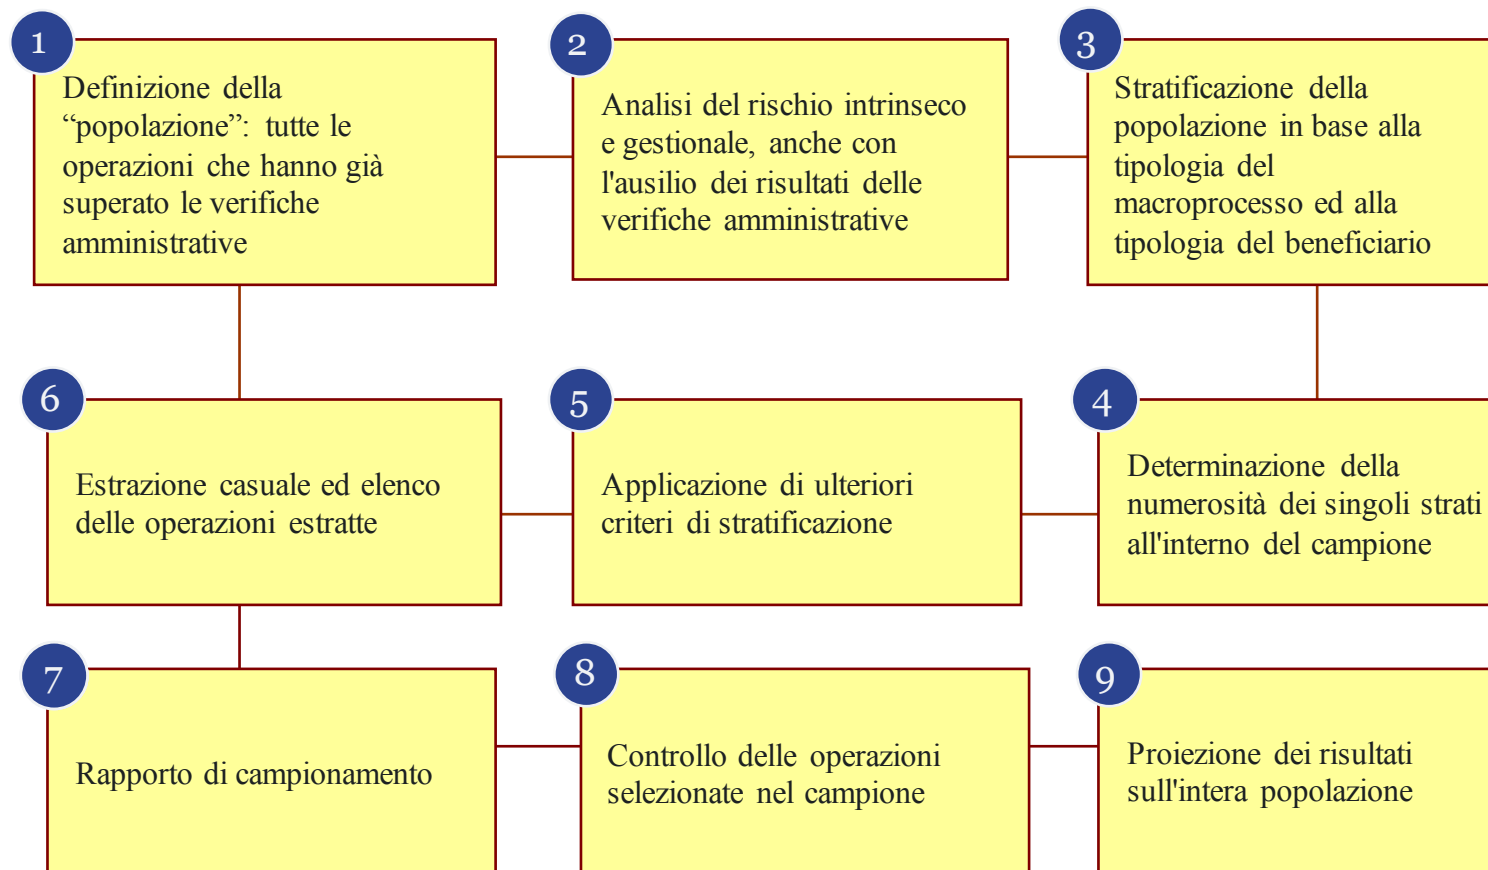 1
Definizione della
“popolazione”: tutte le
operazioni che hanno già
superato le verifiche
amministrative
2
Analisi del rischio intrinseco
e gestionale, anche con
l'ausilio dei risultati delle
verifiche amministrative
3
Stratificazione della
popolazione in base alla
tipologia del
macroprocesso ed alla
tipologia del beneficiario
6
Estrazione casuale ed elenco
delle operazioni estratte
5
Applicazione di ulteriori
criteri di stratificazione
4
Determinazione della
numerosità dei singoli strati
all'interno del campione
7
Rapporto di campionamento
8
Controllo delle operazioni
selezionate nel campione
9
Proiezione dei risultati
sull'intera popolazione